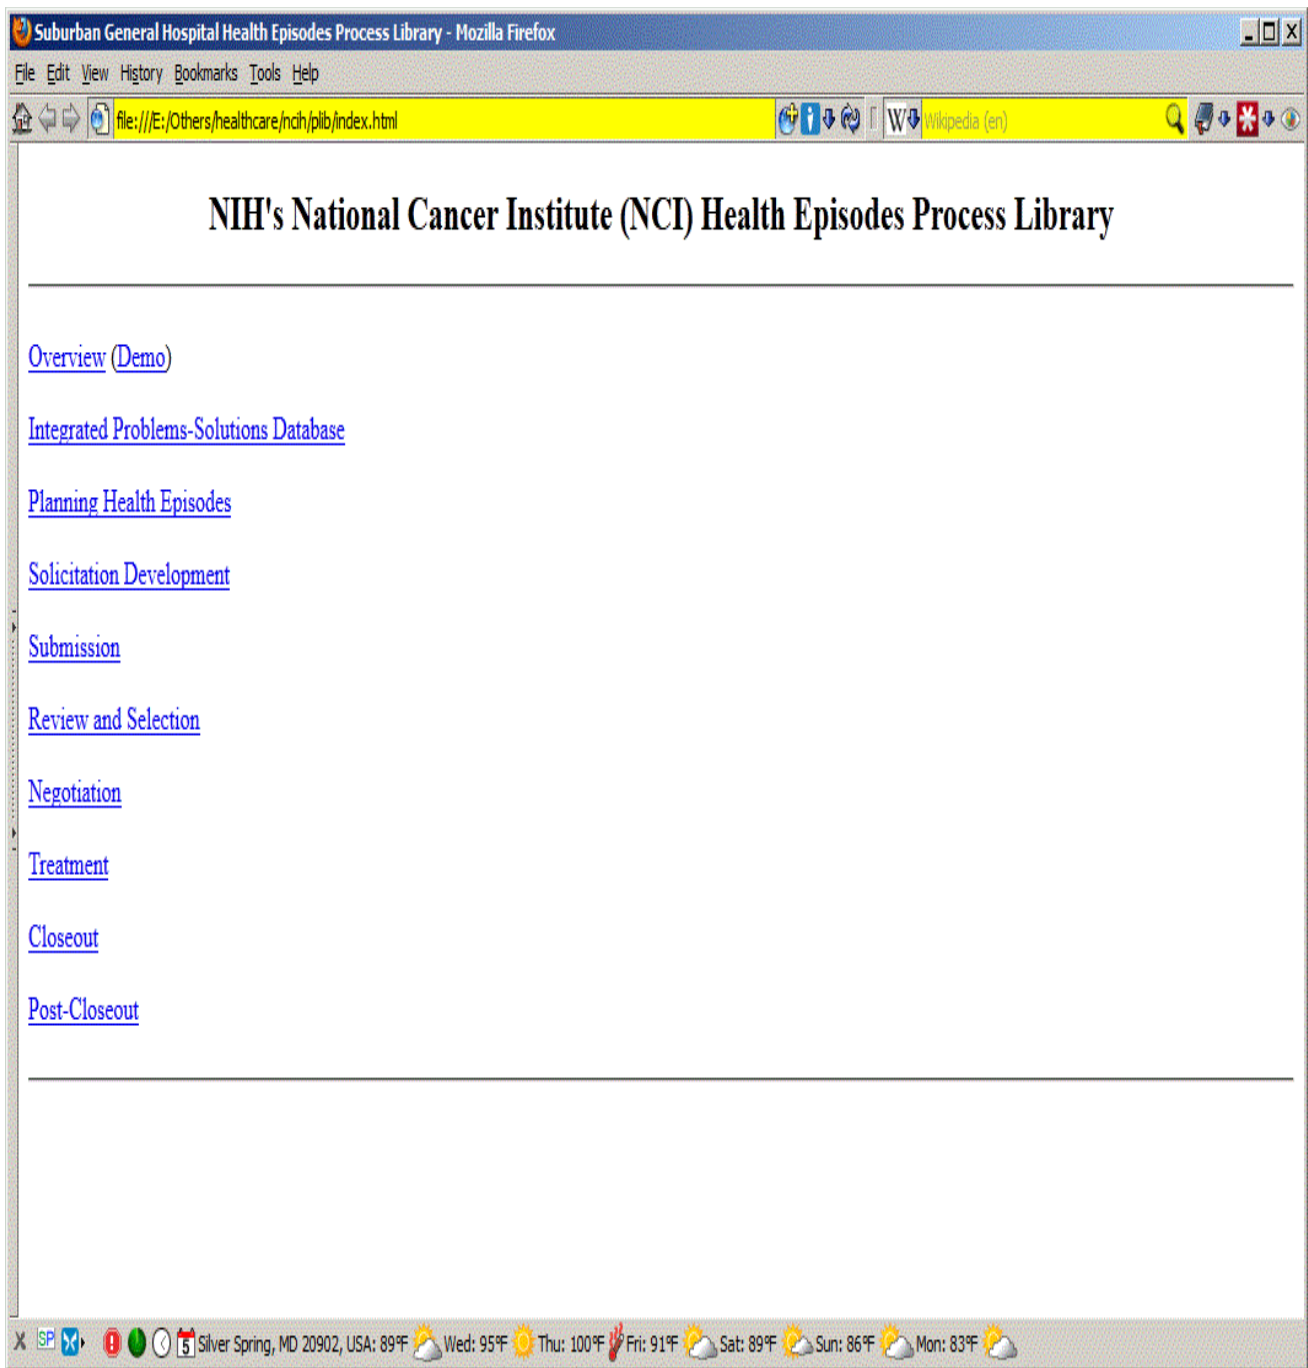 Suburban General Hospital Health Episodes Process Library - Mozilla Firefox
File Edit View History Bookmarks Tools Help
file:///E:/Others/healthcare/ncih/plib/index.html W Wikipedia (en)
NIH's National Cancer Institute (NCI) Health Episodes Process Library
Overview (Demo)
Integrated Problems-Solutions Database
Planning Health Episodes
Solicitation Development
Submission
Review and Selection
Negotiation
Treatment
Closeout
Post-Closeout
SP 5 Silver Spring, MD 20902, USA: 89°F Wed: 95°F Thu: 100°F Fri: 91°F Sat: 89°F Sun: 86°F Mon: 83°F